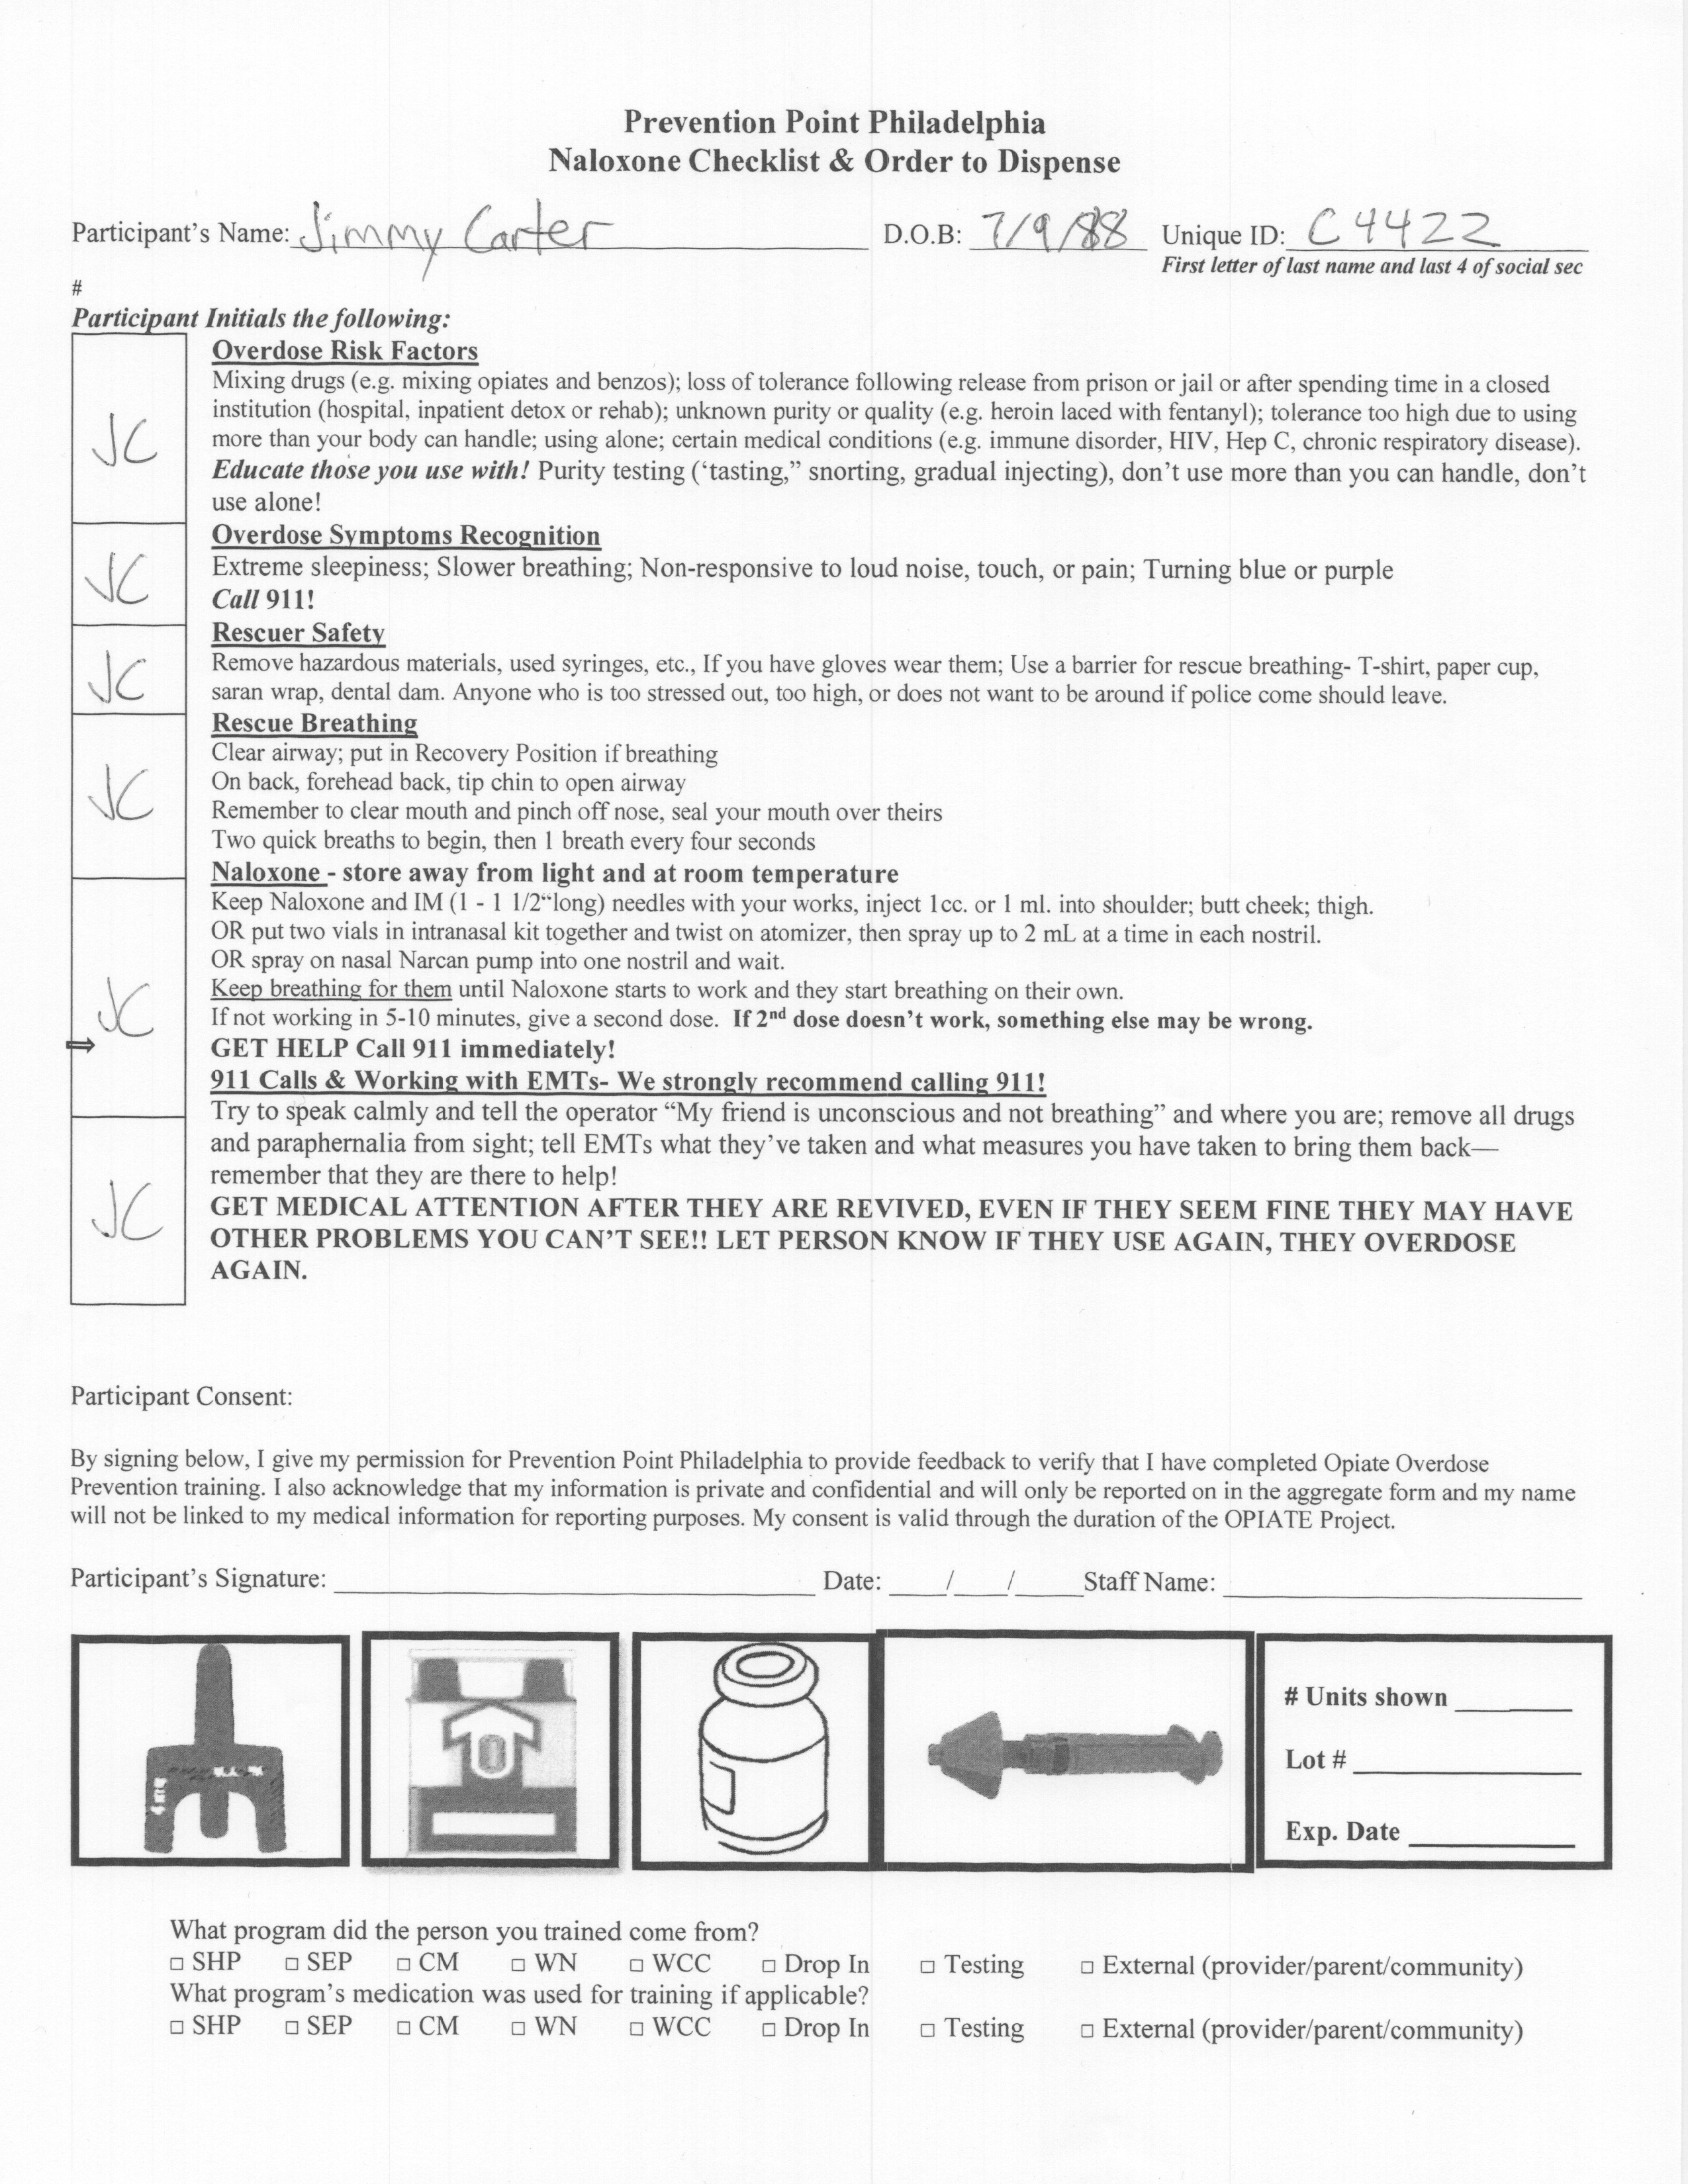 Prevention Point Philadelphia
Naloxone Checklist & Order to Dispense
Participant's Name: Jimmy Carter D.O.B: 7/9/88 Unique ID: C4422
First letter of last name and last 4 of social sec
#
Participant Initials the following:
Overdose Risk Factors
Mixing drugs (e.g. mixing opiates and benzos); loss of tolerance following release from prison or jail or after spending time in a closed
institution (hospital, inpatient detox or rehab); unknown purity or quality (e.g. heroin laced with fentanyl); tolerance too high due to using
JC more than your body can handle; using alone; certain medical conditions (e.g. immune disorder, HIV, Hep C, chronic respiratory disease).
Educate those you use with! Purity testing (‘tasting,” snorting, gradual injecting), don’t use more than you can handle, don’t
use alone!
Overdose Symptoms Recognition
JC Extreme sleepiness; Slower breathing; Non-responsive to loud noise, touch, or pain; Turning blue or purple
Call 911!
Rescuer Safety
JC Remove hazardous materials, used syringes, etc., If you have gloves wear them; Use a barrier for rescue breathing- T-shirt, paper cup,
saran wrap, dental dam. Anyone who is too stressed out, too high, or does not want to be around if police come should leave.
Rescue Breathing
Clear airway; put in Recovery Position if breathing
JC On back, forehead back, tip chin to open airway
Remember to clear mouth and pinch off nose, seal your mouth over theirs
Two quick breaths to begin, then 1 breath every four seconds
Naloxone - store away from light and at room temperature
Keep Naloxone and IM (1 - 1 1/2“long) needles with your works, inject 1cc. or 1 ml. into shoulder; butt cheek; thigh.
OR put two vials in intranasal kit together and twist on atomizer, then spray up to 2 mL at a time in each nostril.
OR spray on nasal Narcan pump into one nostril and wait.
Keep breathing for them until Naloxone starts to work and they start breathing on their own.
JC If not working in 5-10 minutes, give a second dose. If 2nd dose doesn’t work, something else may be wrong.
⇒ GET HELP Call 911 immediately!
911 Calls & Working with EMTs- We strongly recommend calling 911!
Try to speak calmly and tell the operator “My friend is unconscious and not breathing” and where you are; remove all drugs
and paraphernalia from sight; tell EMTs what they’ve taken and what measures you have taken to bring them back—
remember that they are there to help!
JC GET MEDICAL ATTENTION AFTER THEY ARE REVIVED, EVEN IF THEY SEEM FINE THEY MAY HAVE
OTHER PROBLEMS YOU CAN’T SEE!! LET PERSON KNOW IF THEY USE AGAIN, THEY OVERDOSE
AGAIN.
Participant Consent:
By signing below, I give my permission for Prevention Point Philadelphia to provide feedback to verify that I have completed Opiate Overdose
Prevention training. I also acknowledge that my information is private and confidential and will only be reported on in the aggregate form and my name
will not be linked to my medical information for reporting purposes. My consent is valid through the duration of the OPIATE Project.
Participant’s Signature: ____ Date: ____/____/____ Staff Name: ____
4 mg
# Units shown ____
Lot # ____
Exp. Date ____
What program did the person you trained come from?
□ SHP □ SEP □ CM □ WN □ WCC □ Drop In □ Testing □ External (provider/parent/community)
What program’s medication was used for training if applicable?
□ SHP □ SEP □ CM □ WN □ WCC □ Drop In □ Testing □ External (provider/parent/community)